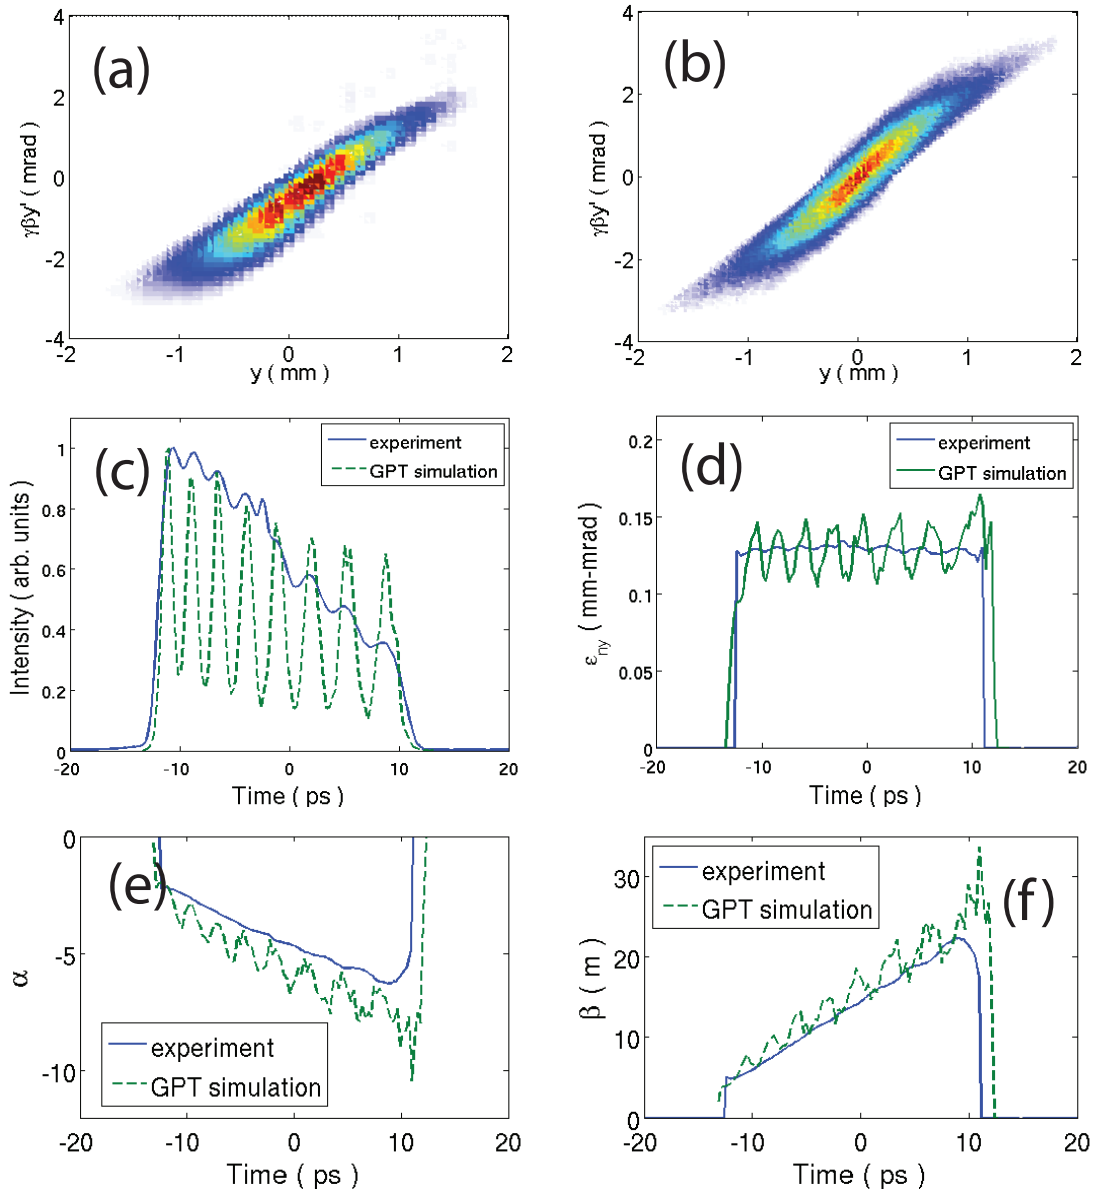 (a)
4
2
0
-2
-4
γβy' ( mrad )
-2 -1 0 1 2
y ( mm )
(b)
4
2
0
-2
-4
γβy' ( mrad )
-2 -1 0 1 2
y ( mm )
(c)
experiment
GPT simulation
1
0.8
0.6
0.4
0.2
0
Intensity ( arb. units )
-20 -10 0 10 20
Time ( ps )
(d)
experiment
GPT simulation
0.2
0.15
0.1
0.05
0
εny ( mm-mrad )
-20 -10 0 10 20
Time ( ps )
(e)
0
-5
-10
α
experiment
GPT simulation
-20 -10 0 10 20
Time ( ps )
experiment
GPT simulation
(f)
30
20
10
0
β ( m )
-20 -10 0 10 20
Time ( ps )